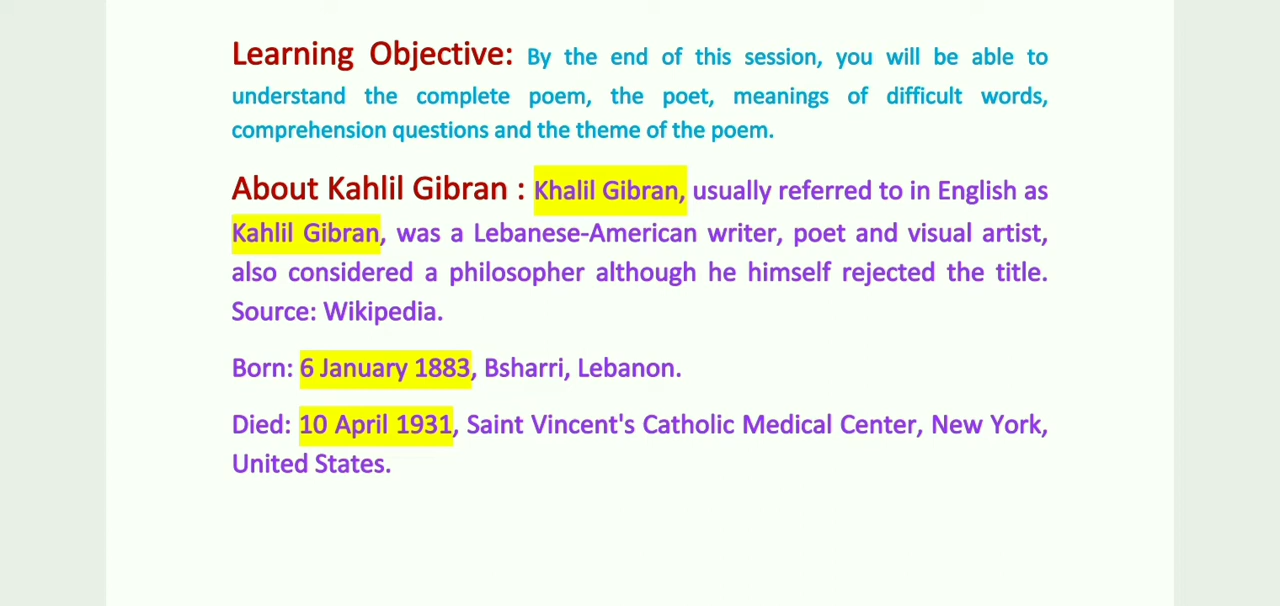 Learning Objective: By the end of this session, you will be able to
understand the complete poem, the poet, meanings of difficult words,
comprehension questions and the theme of the poem.
About Kahlil Gibran : Khalil Gibran, usually referred to in English as
Kahlil Gibran, was a Lebanese-American writer, poet and visual artist,
also considered a philosopher although he himself rejected the title.
Source: Wikipedia.
Born: 6 January 1883, Bsharri, Lebanon.
Died: 10 April 1931, Saint Vincent's Catholic Medical Center, New York,
United States.